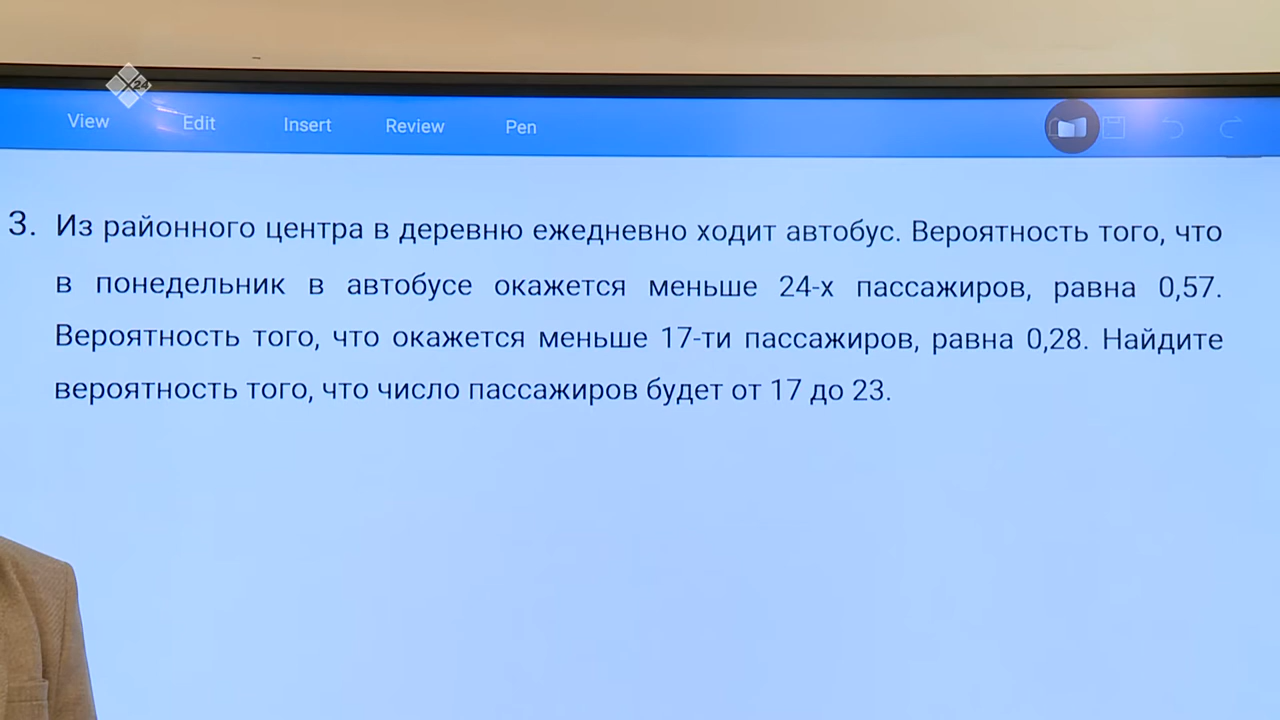 X24
View Edit Insert Review Pen
3. Из районного центра в деревню ежедневно ходит автобус. Вероятность того, что
в понедельник в автобусе окажется меньше 24-х пассажиров, равна 0,57.
Вероятность того, что окажется меньше 17-ти пассажиров, равна 0,28. Найдите
вероятность того, что число пассажиров будет от 17 до 23.